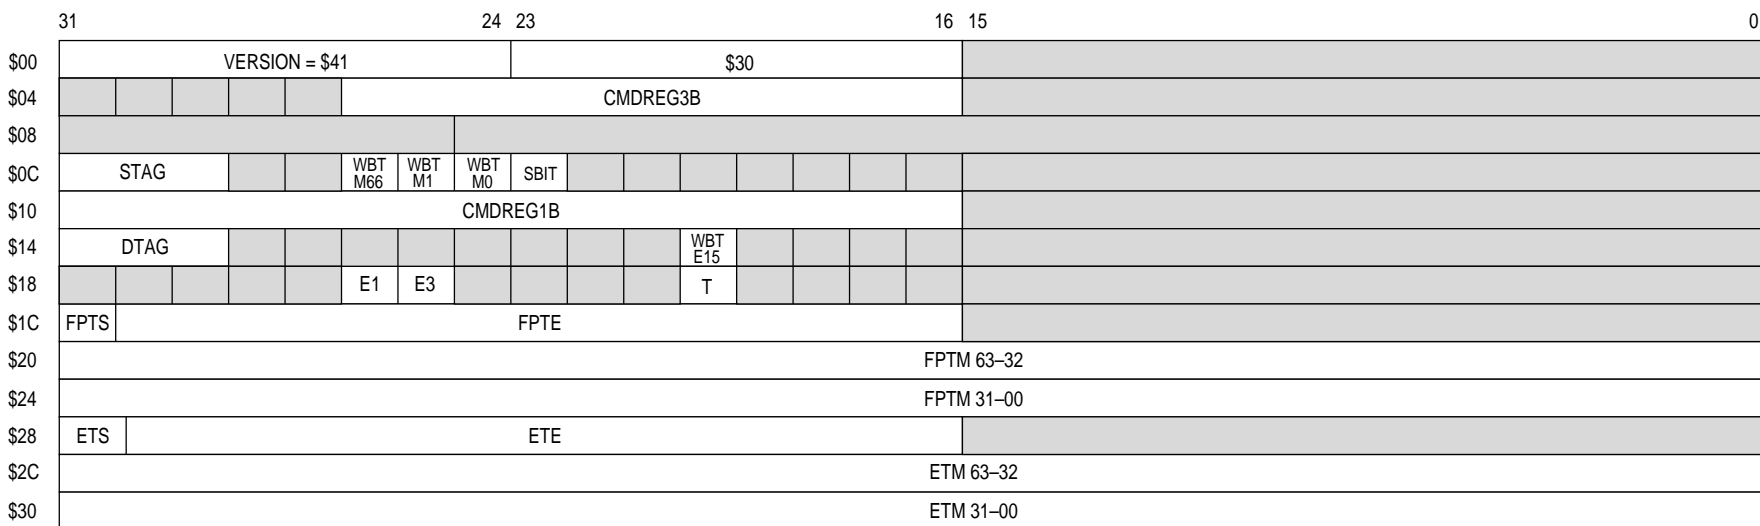 31 24 23 16 15 0
$00 VERSION = $41 $30
$04 CMDREG3B
$08
$0C STAG WBT M66 WBT M1 WBT M0 SBIT
$10 CMDREG1B
$14 DTAG WBT E15
$18 E1 E3 T
$1C FPTS FPTE
$20 FPTM 63–32
$24 FPTM 31–00
$28 ETS ETE
$2C ETM 63–32
$30 ETM 31–00